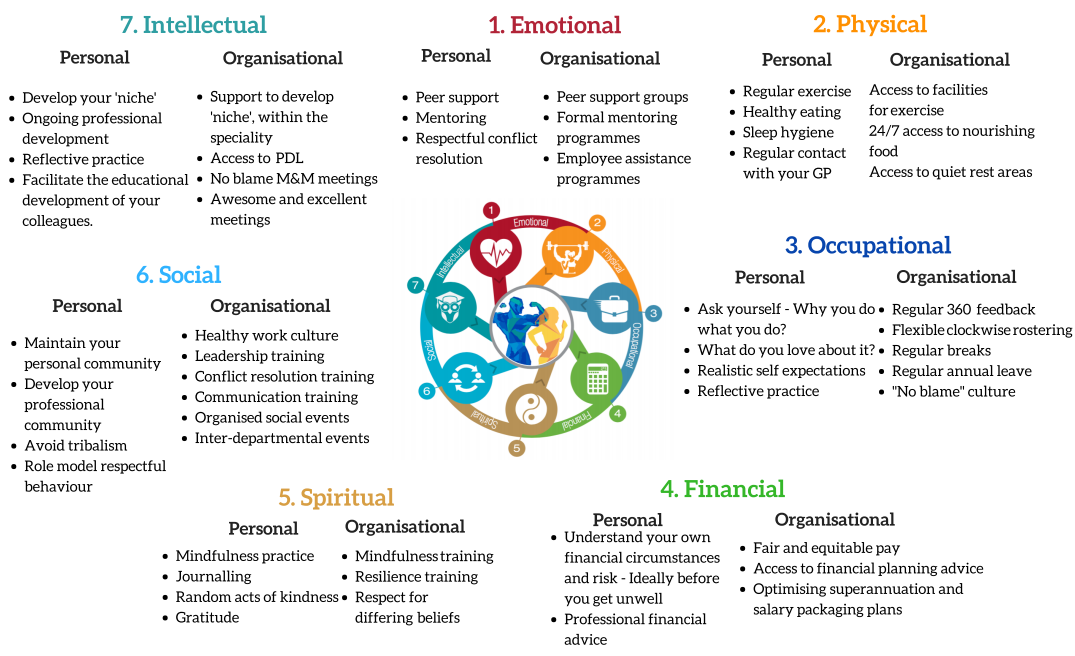 7. Intellectual
Personal
Develop your 'niche'
Ongoing professional
development
Reflective practice
Facilitate the educational
development of your
colleagues.
Organisational
Support to develop
'niche', within the
speciality
Access to PDL
No blame M&M meetings
Awesome and excellent
meetings
1. Emotional
Personal
Peer support
Mentoring
Respectful conflict
resolution
Organisational
Peer support groups
Formal mentoring
programmes
Employee assistance
programmes
2. Physical
Personal
Regular exercise
Healthy eating
Sleep hygiene
Regular contact
with your GP
Organisational
Access to facilities
for exercise
24/7 access to nourishing
food
Access to quiet rest areas
3. Occupational
Personal
Ask yourself - Why you do
what you do?
What do you love about it?
Realistic self expectations
Reflective practice
Organisational
Regular 360 feedback
Flexible clockwise rostering
Regular breaks
Regular annual leave
"No blame" culture
6. Social
Personal
Maintain your
personal community
Develop your
professional
community
Avoid tribalism
Role model respectful
behaviour
Organisational
Healthy work culture
Leadership training
Conflict resolution training
Communication training
Organised social events
Inter-departmental events
1
Emotional
2
Physical
3
Occupational
4
Financial
5
Spiritual
6
Social
7
Intellectual
5. Spiritual
Personal
Mindfulness practice
Journalling
Random acts of kindness
Gratitude
Organisational
Mindfulness training
Resilience training
Respect for
differing beliefs
4. Financial
Personal
Understand your own
financial circumstances
and risk - Ideally before
you get unwell
Professional financial
advice
Organisational
Fair and equitable pay
Access to financial planning advice
Optimising superannuation and
salary packaging plans